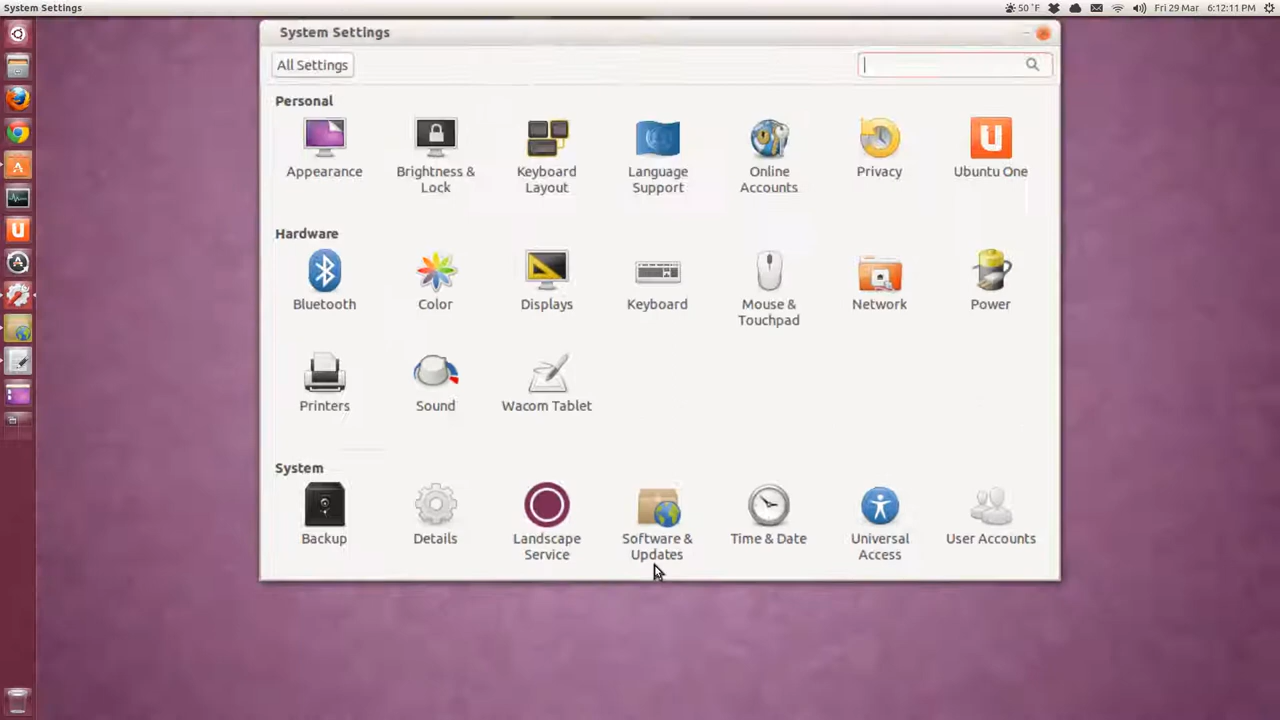 System Settings
50 °F
Fri 29 Mar 6:12:11 PM
System Settings
All Settings
Personal
Appearance
Brightness &
Lock
Keyboard
Layout
Language
Support
Online
Accounts
Privacy
Ubuntu One
Hardware
Bluetooth
Color
Displays
Keyboard
Mouse &
Touchpad
Network
Power
Printers
Sound
Wacom Tablet
System
Backup
Details
Landscape
Service
Software &
Updates
Time & Date
Universal
Access
User Accounts